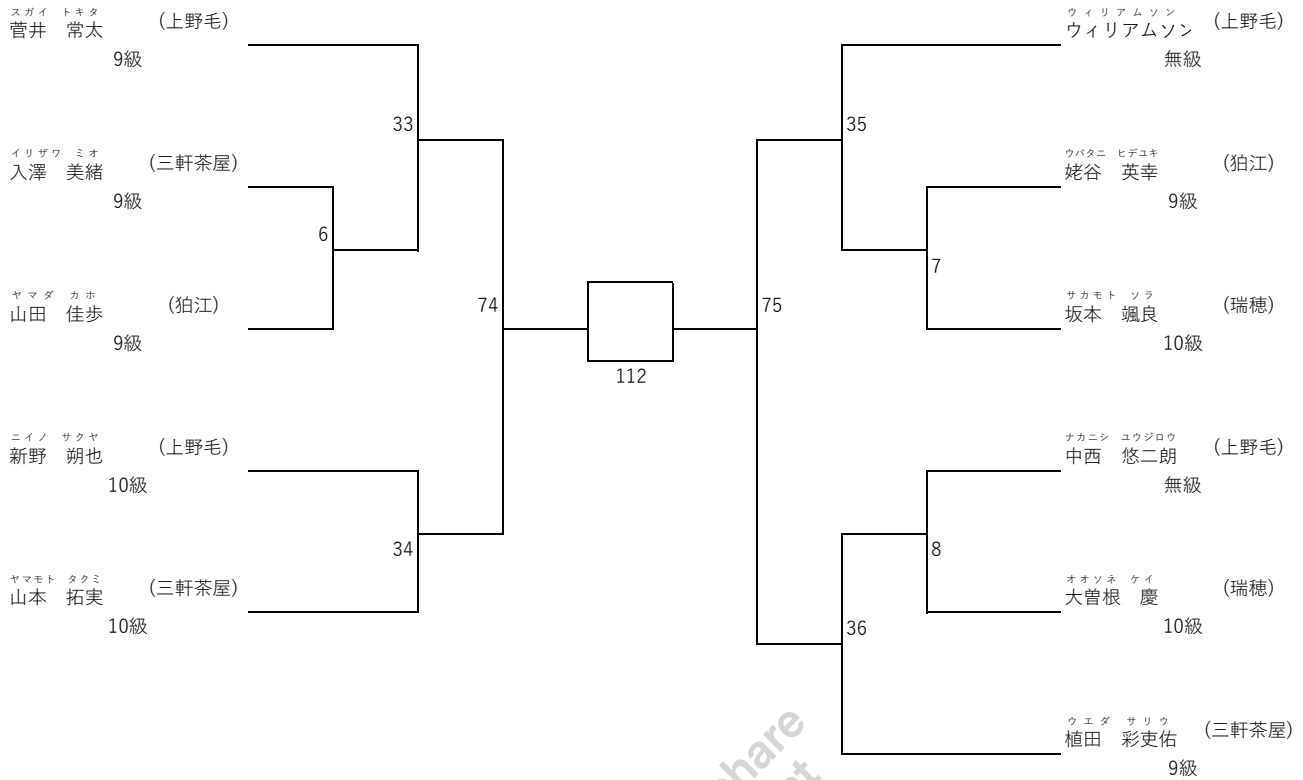 スガイ トキタ
菅井 常太 (上野毛)
9級
33
イリザワ ミオ
入澤 美緒 (三軒茶屋)
9級
6
ヤマダ カホ
山田 佳歩 (狛江)
9級
74
ニイノ サクヤ
新野 朔也 (上野毛)
10級
34
ヤマモト タクミ
山本 拓実 (三軒茶屋)
10級
112
ウィリアムソン
ウィリアムソン (上野毛)
無級
35
ウバタニ ヒデユキ
姥谷 英幸 (狛江)
9級
7
サカモト ソラ
坂本 颯良 (瑞穂)
10級
75
ナカニシ ユウジロウ
中西 悠二朗 (上野毛)
無級
8
オオソネ ケイ
大曽根 慶 (瑞穂)
10級
36
ウエダ サリウ
植田 彩吏佑 (三軒茶屋)
9級